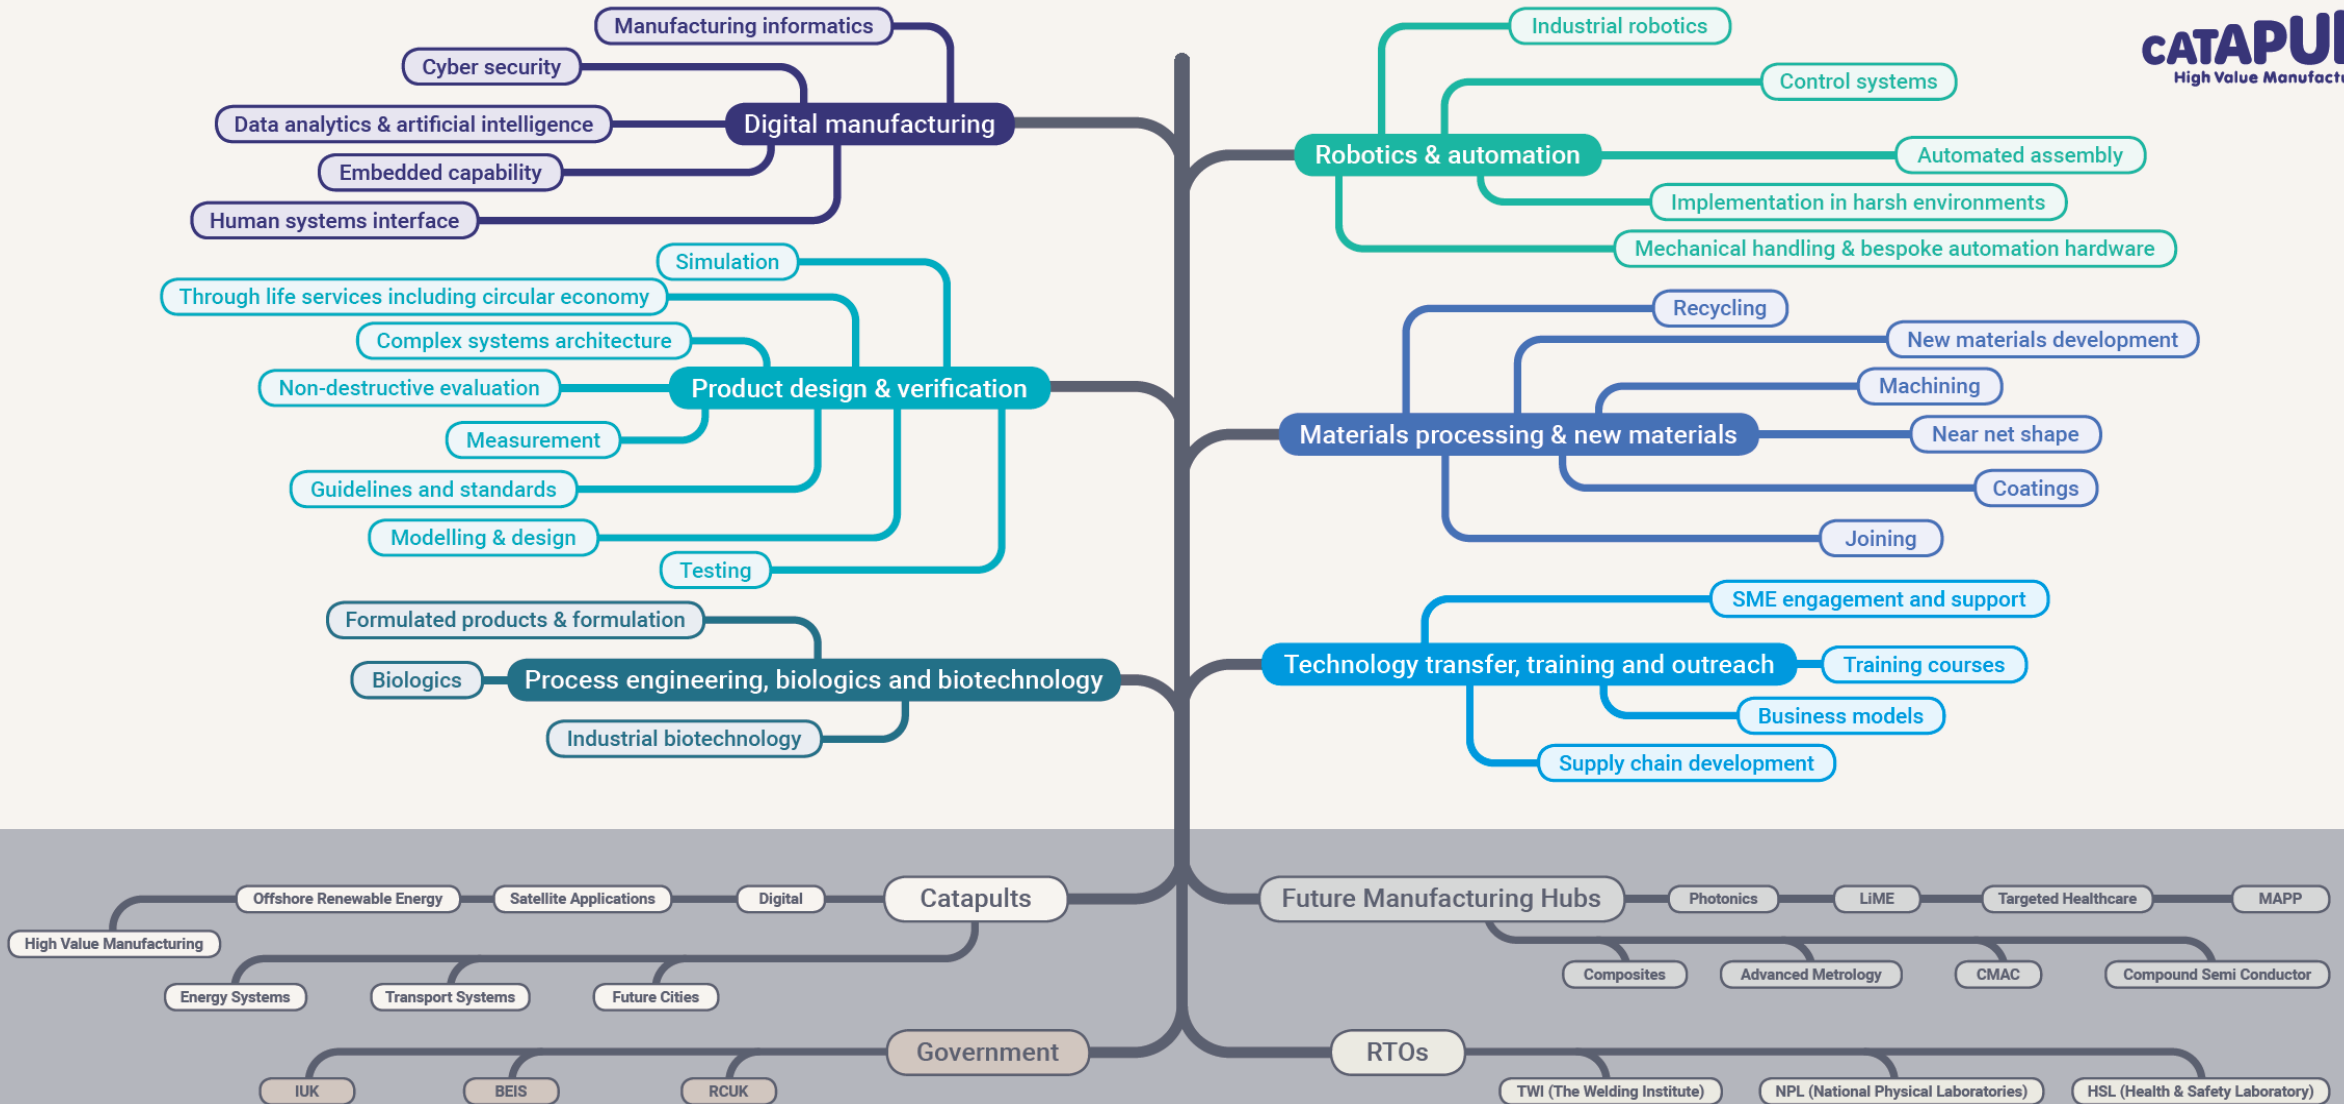 Manufacturing informatics
Cyber security
Data analytics & artificial intelligence
Digital manufacturing
Embedded capability
Human systems interface
Simulation
Through life services including circular economy
Complex systems architecture
Non-destructive evaluation
Product design & verification
Measurement
Guidelines and standards
Modelling & design
Testing
Formulated products & formulation
Biologics
Process engineering, biologics and biotechnology
Industrial biotechnology
Industrial robotics
Control systems
Robotics & automation
Automated assembly
Implementation in harsh environments
Mechanical handling & bespoke automation hardware
Recycling
New materials development
Machining
Materials processing & new materials
Near net shape
Coatings
Joining
SME engagement and support
Technology transfer, training and outreach
Training courses
Business models
Supply chain development
CATAPU
High Value Manufactu
Offshore Renewable Energy
Satellite Applications
Digital
Catapults
High Value Manufacturing
Energy Systems
Transport Systems
Future Cities
Government
IUK
BEIS
RCUK
Future Manufacturing Hubs
Photonics
LiME
Targeted Healthcare
MAPP
Composites
Advanced Metrology
CMAC
Compound Semi Conductor
RTOs
TWI (The Welding Institute)
NPL (National Physical Laboratories)
HSL (Health & Safety Laboratory)